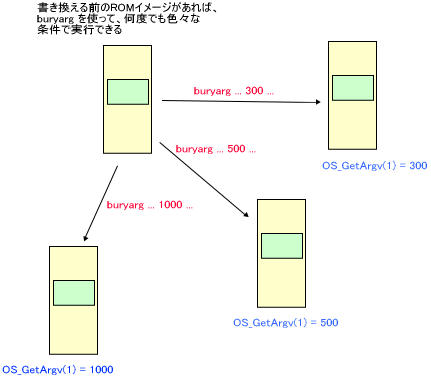 書き換える前のROMイメージがあれば、
buryarg を使って、何度でも色々な
条件で実行できる
buryarg ... 300 ...
buryarg ... 500 ...
OS_GetArgv(1) = 300
buryarg ... 1000 ...
OS_GetArgv(1) = 500
OS_GetArgv(1) = 1000